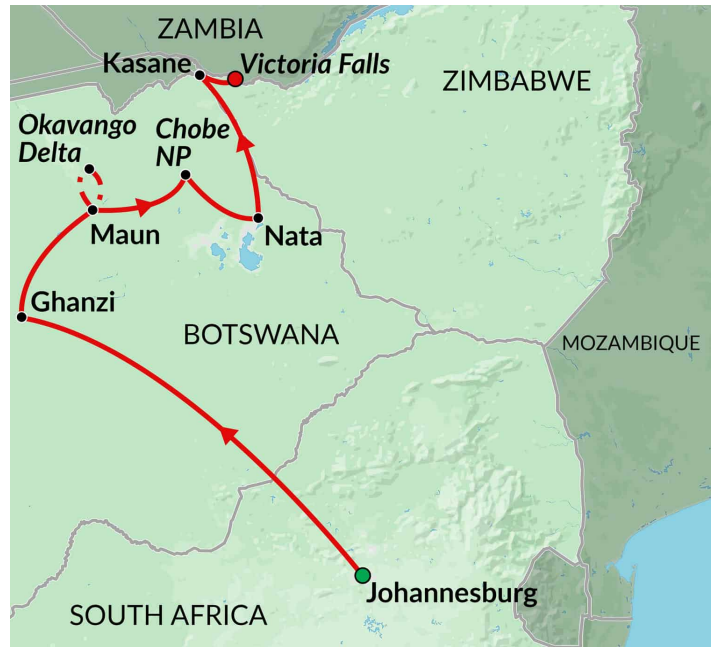 ZAMBIA
Kasane
Victoria Falls
ZIMBABWE
Okavango
Delta
Chobe
NP
Maun
Nata
Ghanzi
BOTSWANA
MOZAMBIQUE
Johannesburg
SOUTH AFRICA